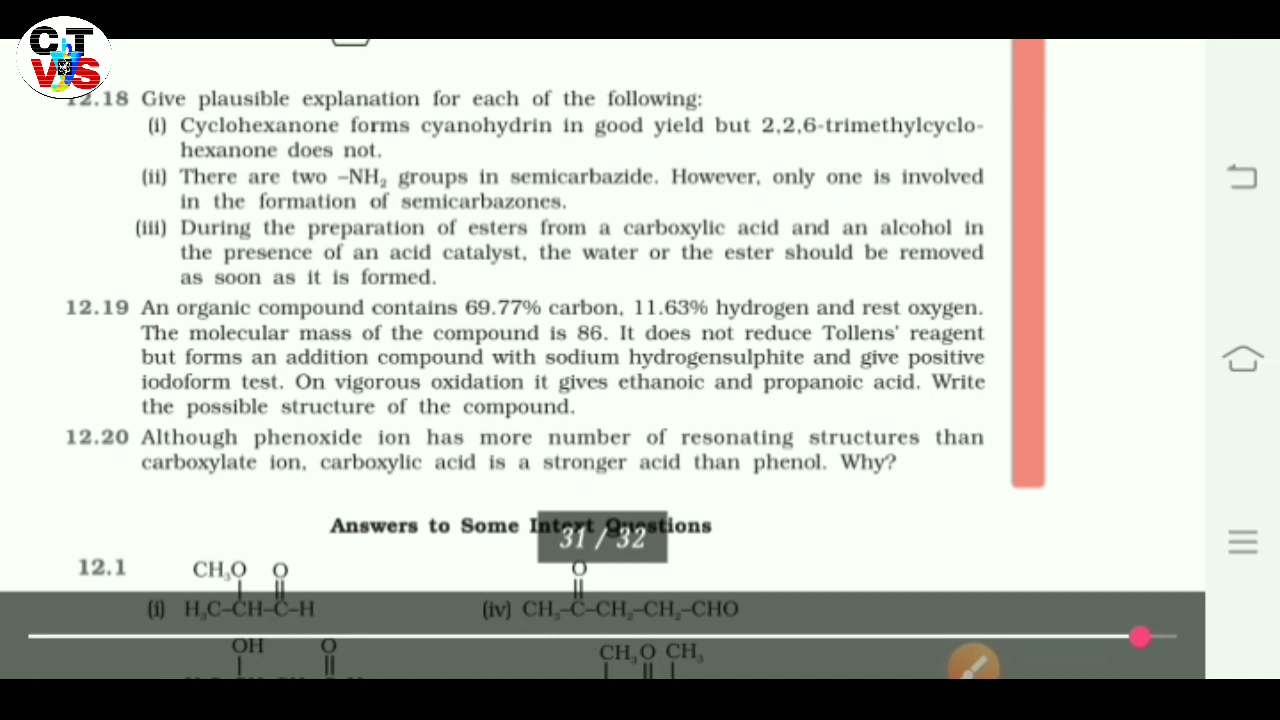 ChT
VJS
12.18 Give plausible explanation for each of the following:
(i) Cyclohexanone forms cyanohydrin in good yield but 2,2,6-trimethylcyclo-
hexanone does not.
(ii) There are two –NH₂ groups in semicarbazide. However, only one is involved
in the formation of semicarbazones.
(iii) During the preparation of esters from a carboxylic acid and an alcohol in
the presence of an acid catalyst, the water or the ester should be removed
as soon as it is formed.
12.19 An organic compound contains 69.77% carbon, 11.63% hydrogen and rest oxygen.
The molecular mass of the compound is 86. It does not reduce Tollens' reagent
but forms an addition compound with sodium hydrogensulphite and give positive
iodoform test. On vigorous oxidation it gives ethanoic and propanoic acid. Write
the possible structure of the compound.
12.20 Although phenoxide ion has more number of resonating structures than
carboxylate ion, carboxylic acid is a stronger acid than phenol. Why?
Answers to Some Intext Questions
31 / 32
12.1
CH₃O O O
(i) H₃C–CH–C–H (iv) CH₃–C–CH₂–CH₂–CHO
OH O CH₃ O CH₃